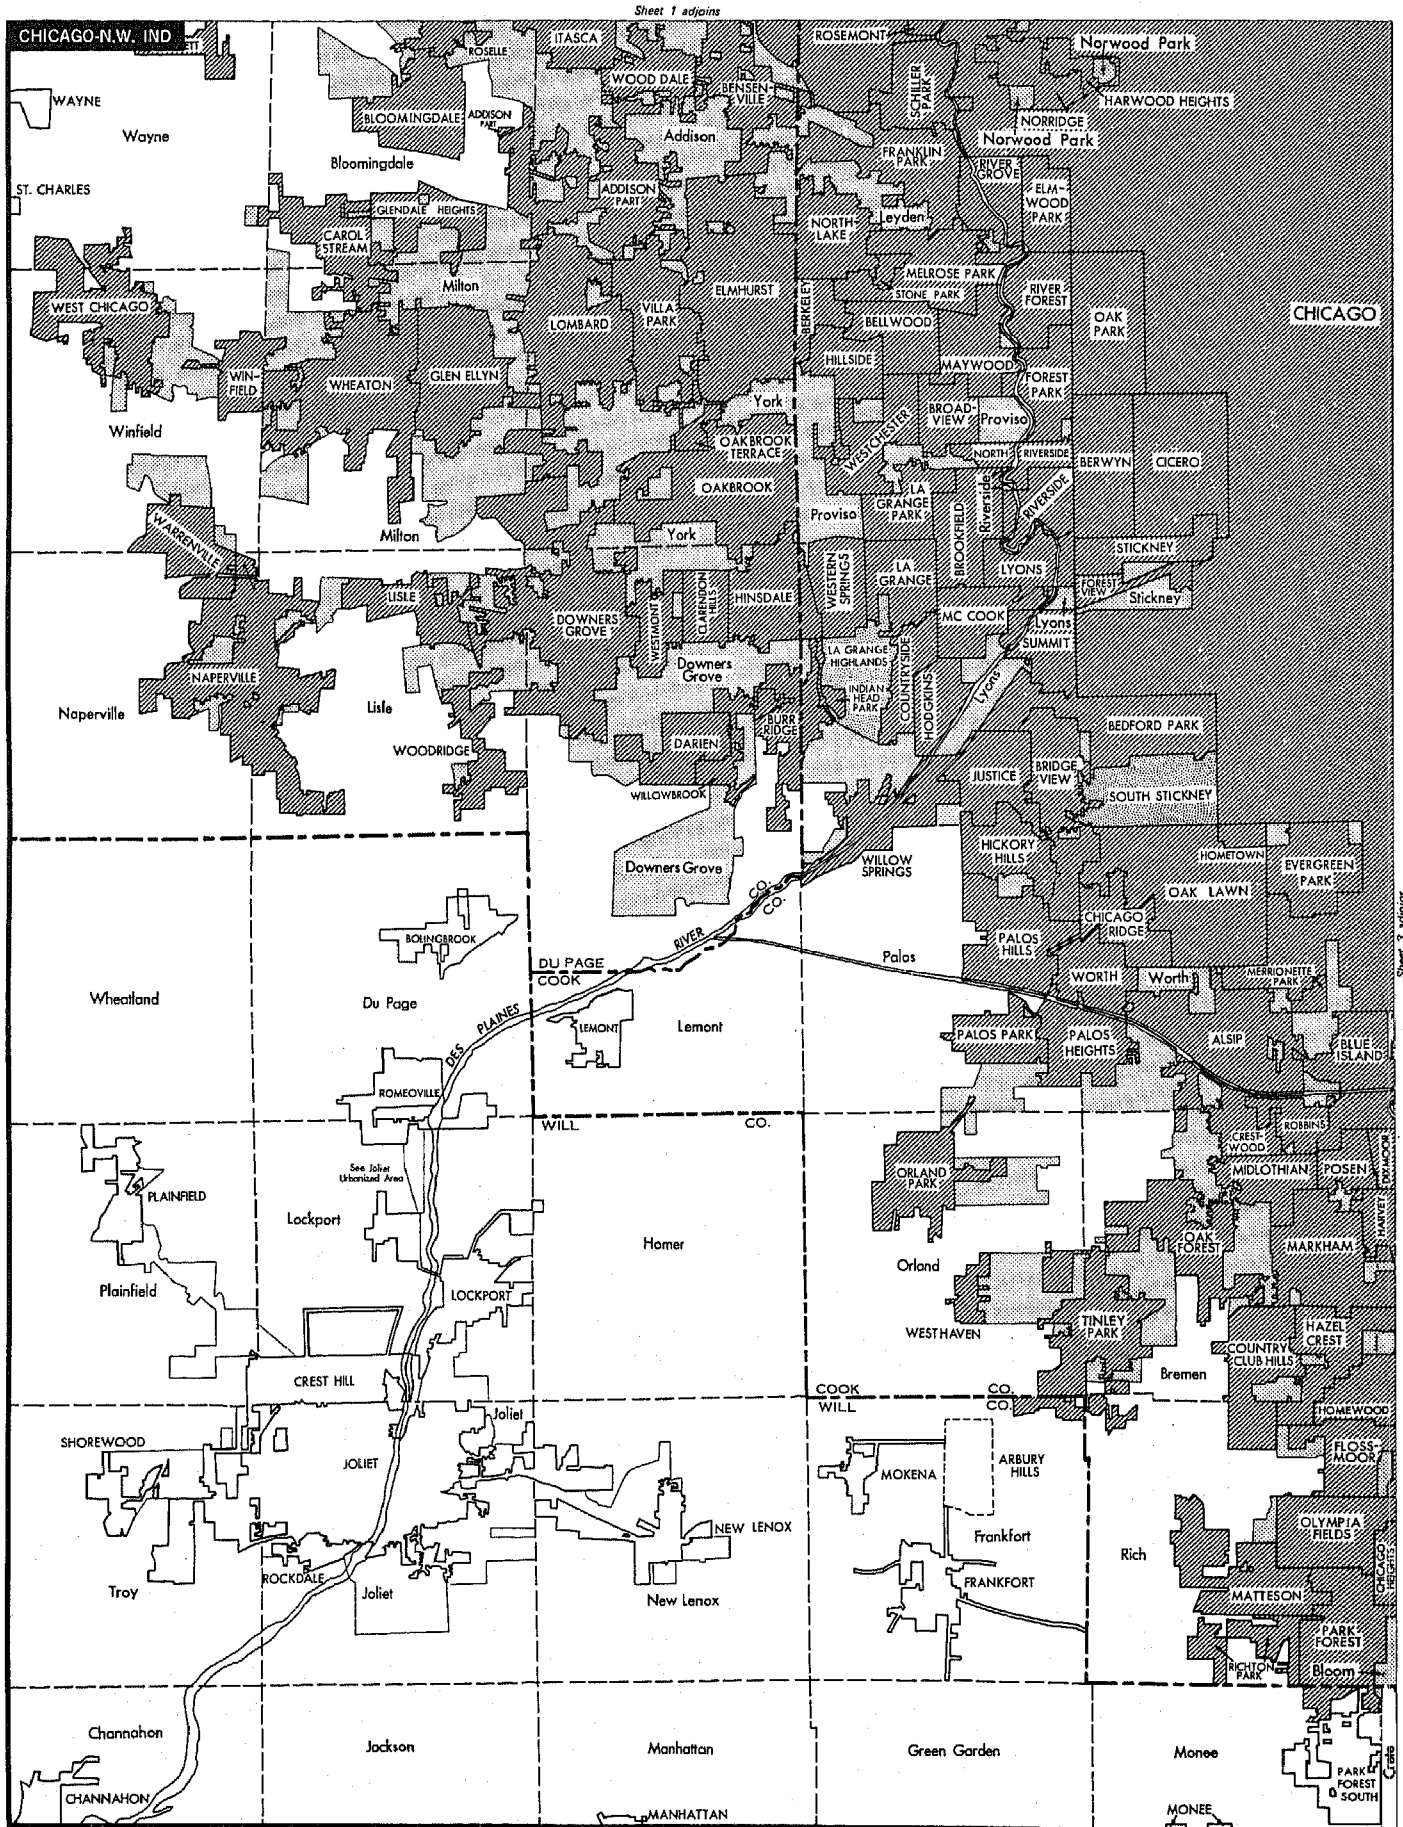 Sheet 1 adjoins
CHICAGO-N.W. IND
ETT
ROSELLE
ITASCA
ROSEMONT
Norwood Park
WOOD DALE
BENSEN-
VILLE
SCHILLER
PARK
HARWOOD HEIGHTS
WAYNE
Wayne
BLOOMINGDALE
ADDISON
PART
Addison
NORRIDGE
Norwood Park
Bloomingdale
FRANKLIN
PARK
RIVER
GROVE
ST. CHARLES
GLENDALE HEIGHTS
ADDISON
PART
ELM-
WOOD
PARK
CAROL
STREAM
NORTH-
LAKE
Leyden
MELROSE PARK
STONE PARK
Milton
ELMHURST
RIVER
FOREST
WEST CHICAGO
LOMBARD
VILLA
PARK
BERKELEY
BELLWOOD
OAK
PARK
CHICAGO
HILLSIDE
MAYWOOD
WIN-
FIELD
WHEATON
GLEN ELLYN
FOREST
PARK
York
BROAD-
VIEW
Proviso
Winfield
WESTCHESTER
OAKBROOK
TERRACE
NORTH
RIVERSIDE
BERWYN
CICERO
OAKBROOK
LA
GRANGE
PARK
BROOKFIELD
Riverside
RIVERSIDE
WARRENVILLE
Milton
York
Proviso
STICKNEY
WESTERN
SPRINGS
LA
GRANGE
LYONS
FOREST
VIEW
Stickney
LISLE
DOWNERS
GROVE
WESTMONT
CLARENDON
HILLS
HINSDALE
MC COOK
Lyons
SUMMIT
NAPERVILLE
Downers
Grove
LA GRANGE
HIGHLANDS
COUNTRYSIDE
HODGKINS
Lyons
INDIAN
HEAD
PARK
Naperville
Lisle
BURR
RIDGE
BEDFORD PARK
WOODRIDGE
DARIEN
JUSTICE
BRIDGE
VIEW
WILLOWBROOK
SOUTH STICKNEY
HICKORY
HILLS
HOMETOWN
EVERGREEN
PARK
Downers Grove
WILLOW
SPRINGS
OAK LAWN
CO.
CO.
CHICAGO
RIDGE
BOLINGBROOK
RIVER
Palos
PALOS
HILLS
DU PAGE
COOK
WORTH
Worth
MERRIONETTE
PARK
Sheet 3 adjoins
Wheatland
Du Page
PLAINES
LEMONT
Lemont
PALOS PARK
PALOS
HEIGHTS
ALSIP
BLUE
ISLAND
DES
ROMEOVILLE
WILL
CO.
ROBBINS
CREST-
WOOD
See Joliet
Urbanized Area
ORLAND
PARK
MIDLOTHIAN
POSEN
DIXMOOR
PLAINFIELD
Lockport
Homer
OAK
FOREST
MARKHAM
HARVEY
Orland
Plainfield
LOCKPORT
WESTHAVEN
TINLEY
PARK
HAZEL
CREST
COUNTRY
CLUB HILLS
CREST HILL
Bremen
COOK
WILL
CO.
CO.
HOMEWOOD
Joliet
SHOREWOOD
JOLIET
MOKENA
ARBURY
HILLS
FLOSS-
MOOR
NEW LENOX
OLYMPIA
FIELDS
Frankfort
Rich
CHICAGO
HEIGHTS
ROCKDALE
FRANKFORT
Troy
Joliet
New Lenox
MATTESON
PARK
FOREST
RICHTON
PARK
Bloom
Channahon
Jackson
Manhattan
Green Garden
Monee
Crete
PARK
FOREST
SOUTH
CHANNAHON
MANHATTAN
MONEE